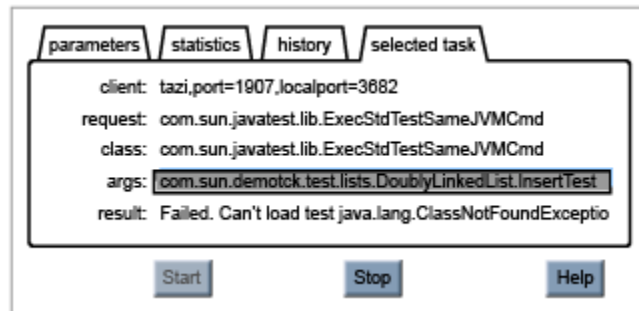 parameters statistics history selected task
client: tazi,port=1907,localport=3682
request: com.sun.javatest.lib.ExecStdTestSameJVMCmd
class: com.sun.javatest.lib.ExecStdTestSameJVMCmd
args: com.sun.demotck.test.lists.DoublyLinkedList.InsertTest
result: Failed. Can't load test java.lang.ClassNotFoundExceptio
Start Stop Help